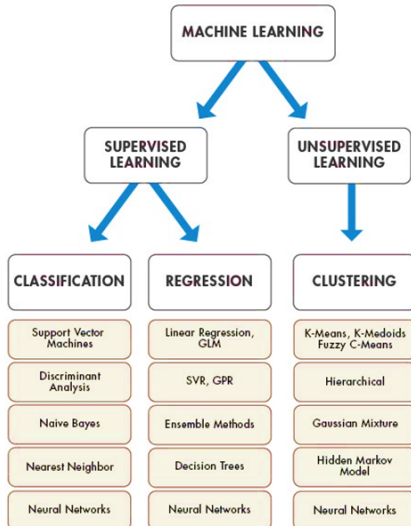 MACHINE LEARNING
SUPERVISED
LEARNING
UNSUPERVISED
LEARNING
CLASSIFICATION
REGRESSION
CLUSTERING
Support Vector
Machines
Discriminant
Analysis
Naive Bayes
Nearest Neighbor
Neural Networks
Linear Regression,
GLM
SVR, GPR
Ensemble Methods
Decision Trees
Neural Networks
K-Means, K-Medoids
Fuzzy C-Means
Hierarchical
Gaussian Mixture
Hidden Markov
Model
Neural Networks